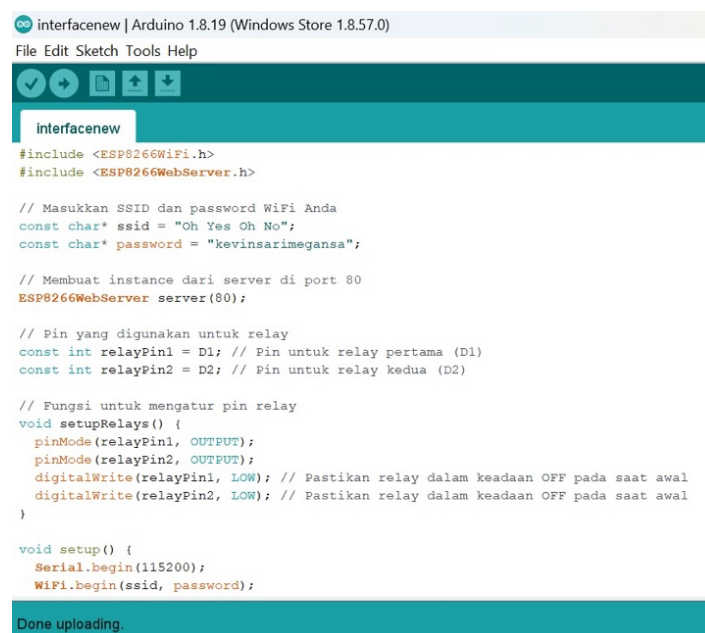 interfacenew | Arduino 1.8.19 (Windows Store 1.8.57.0)
File Edit Sketch Tools Help
interfacenew
#include <ESP8266WiFi.h>
#include <ESP8266WebServer.h>
// Masukkan SSID dan password WiFi Anda
const char* ssid = "Oh Yes Oh No";
const char* password = "kevinsarimegansa";
// Membuat instance dari server di port 80
ESP8266WebServer server(80);
// Pin yang digunakan untuk relay
const int relayPin1 = D1; // Pin untuk relay pertama (D1)
const int relayPin2 = D2; // Pin untuk relay kedua (D2)
// Fungsi untuk mengatur pin relay
void setupRelays() {
  pinMode(relayPin1, OUTPUT);
  pinMode(relayPin2, OUTPUT);
  digitalWrite(relayPin1, LOW); // Pastikan relay dalam keadaan OFF pada saat awal
  digitalWrite(relayPin2, LOW); // Pastikan relay dalam keadaan OFF pada saat awal
}
void setup() {
  Serial.begin(115200);
  WiFi.begin(ssid, password);
Done uploading.